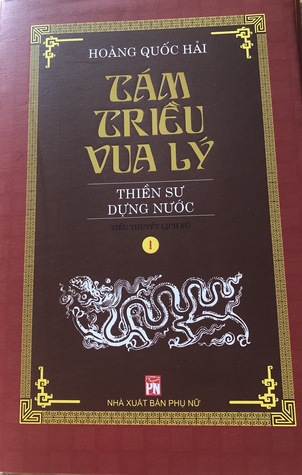 HOÀNG QUỐC HẢI
TÁM
TRIỀU
VUA LÝ
THIỀN SƯ
DỰNG NƯỚC
TIỂU THUYẾT LỊCH SỬ
1
PN
NHÀ XUẤT BẢN PHỤ NỮ